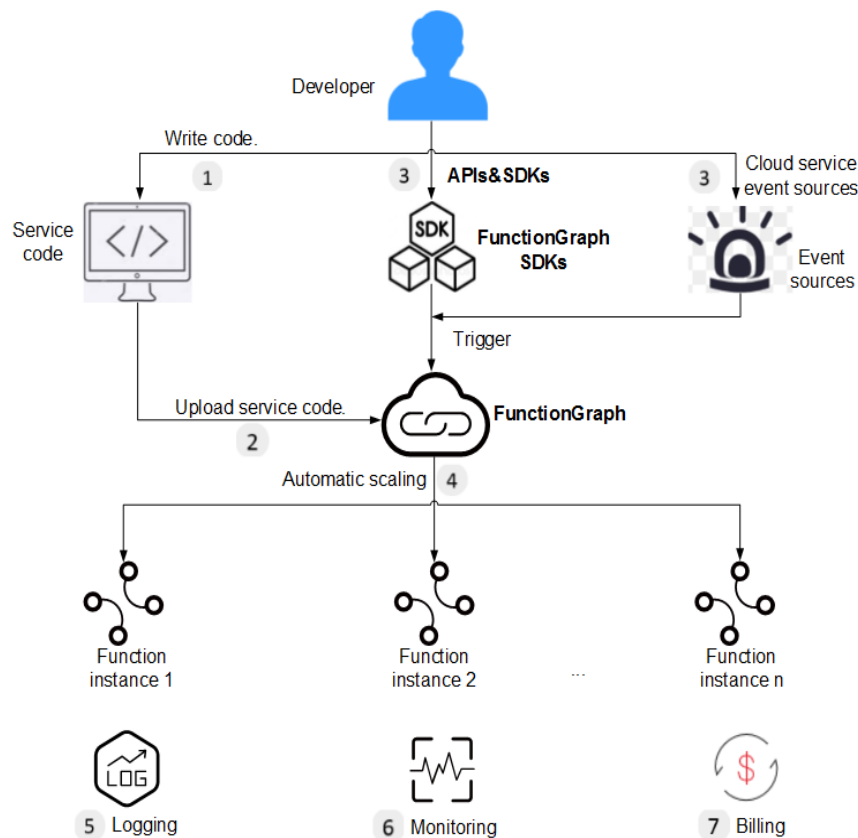 Developer
Write code.
1
3
APIs&SDKs
3
Cloud service
event sources
Service
code
</>
SDK
FunctionGraph
SDKs
Event
sources
Trigger
Upload service code.
2
FunctionGraph
Automatic scaling
4
Function
instance 1
Function
instance 2
...
Function
instance n
LOG
$
5 Logging
6 Monitoring
7 Billing